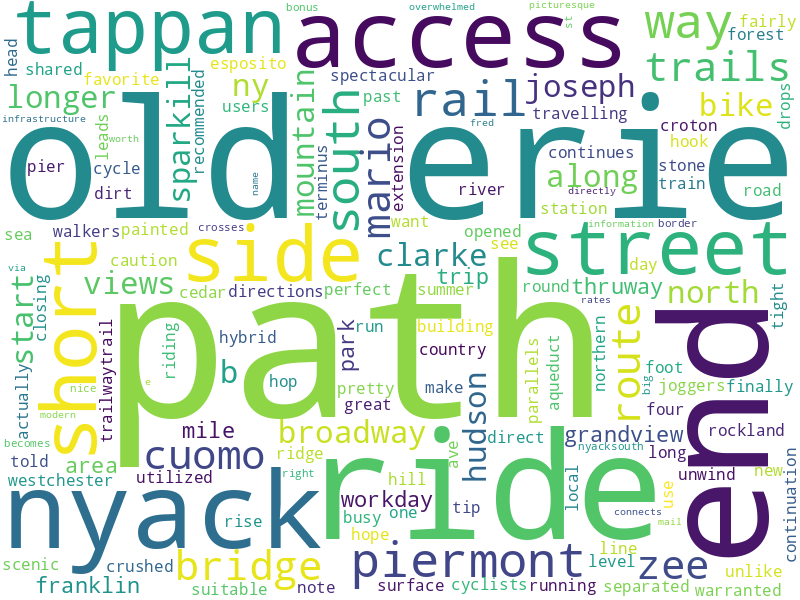 bonus overwhelmed picturesque
tappan access way fairly
head shared favorite esposito ny spectacular st forest
longer sparkill recommended mountain rail joseph trails
users past travelling bike drops
infrastructure leads worth south mario extension fred croton
old erie
hook
pier cycle dirt terminus river continues along stone train road
name directly station
sea walkers painted crosses want opened see information border
short side clarke street
caution views trip day
via closing start cedar directions perfect summer round thruway north tight
rates
path end
trailwaytrail riding hybrid park run building parallels northern route
actually b hop country aqueduct foot
nice e pretty make big joggers finally
modern great four
becomes mile broadway hudson direct grandview rockland
told area cuomo ridge ave nyacksouth long
westchester utilized right hill local unwind new continuation
nyack ride
rise busy one workday tip connects use
hope mail
crushed bridge piermont level line zee unlike
scenic franklin suitable note surface cyclists running separated warranted